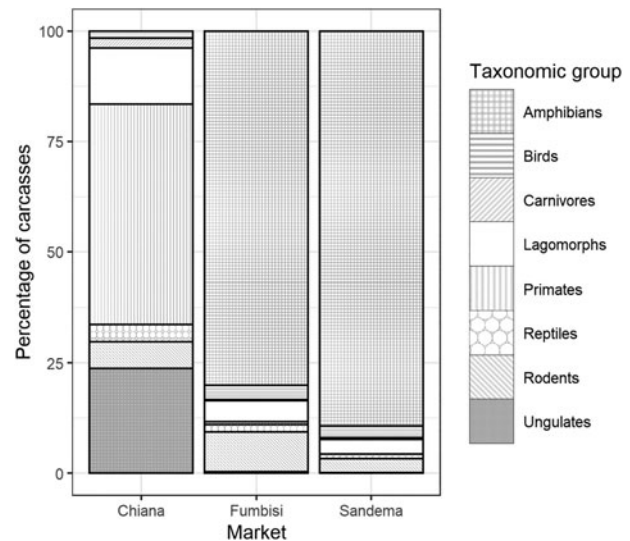 Percentage of carcasses
100
75
50
25
0
Chiana
Fumbisi
Sandema
Market
Taxonomic group
Amphibians
Birds
Carnivores
Lagomorphs
Primates
Reptiles
Rodents
Ungulates